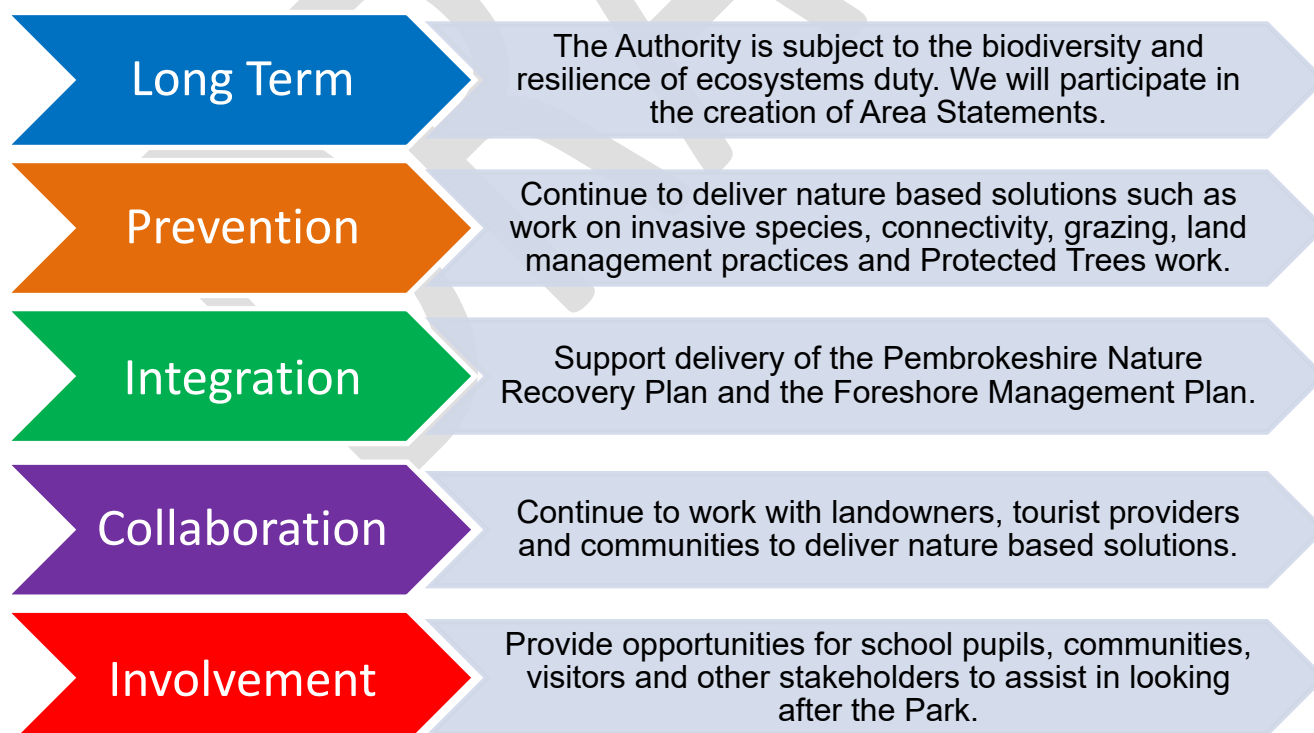 Long Term
The Authority is subject to the biodiversity and
resilience of ecosystems duty. We will participate in
the creation of Area Statements.
Prevention
Continue to deliver nature based solutions such as
work on invasive species, connectivity, grazing, land
management practices and Protected Trees work.
Integration
Support delivery of the Pembrokeshire Nature
Recovery Plan and the Foreshore Management Plan.
Collaboration
Continue to work with landowners, tourist providers
and communities to deliver nature based solutions.
Involvement
Provide opportunities for school pupils, communities,
visitors and other stakeholders to assist in looking
after the Park.